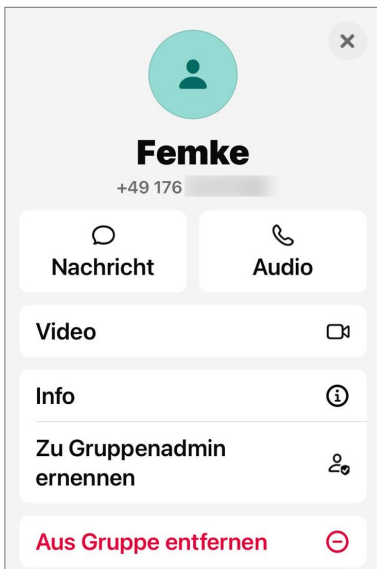 Femke
+49 176
Nachricht
Audio
Video
Info
Zu Gruppenadmin
ernennen
Aus Gruppe entfernen